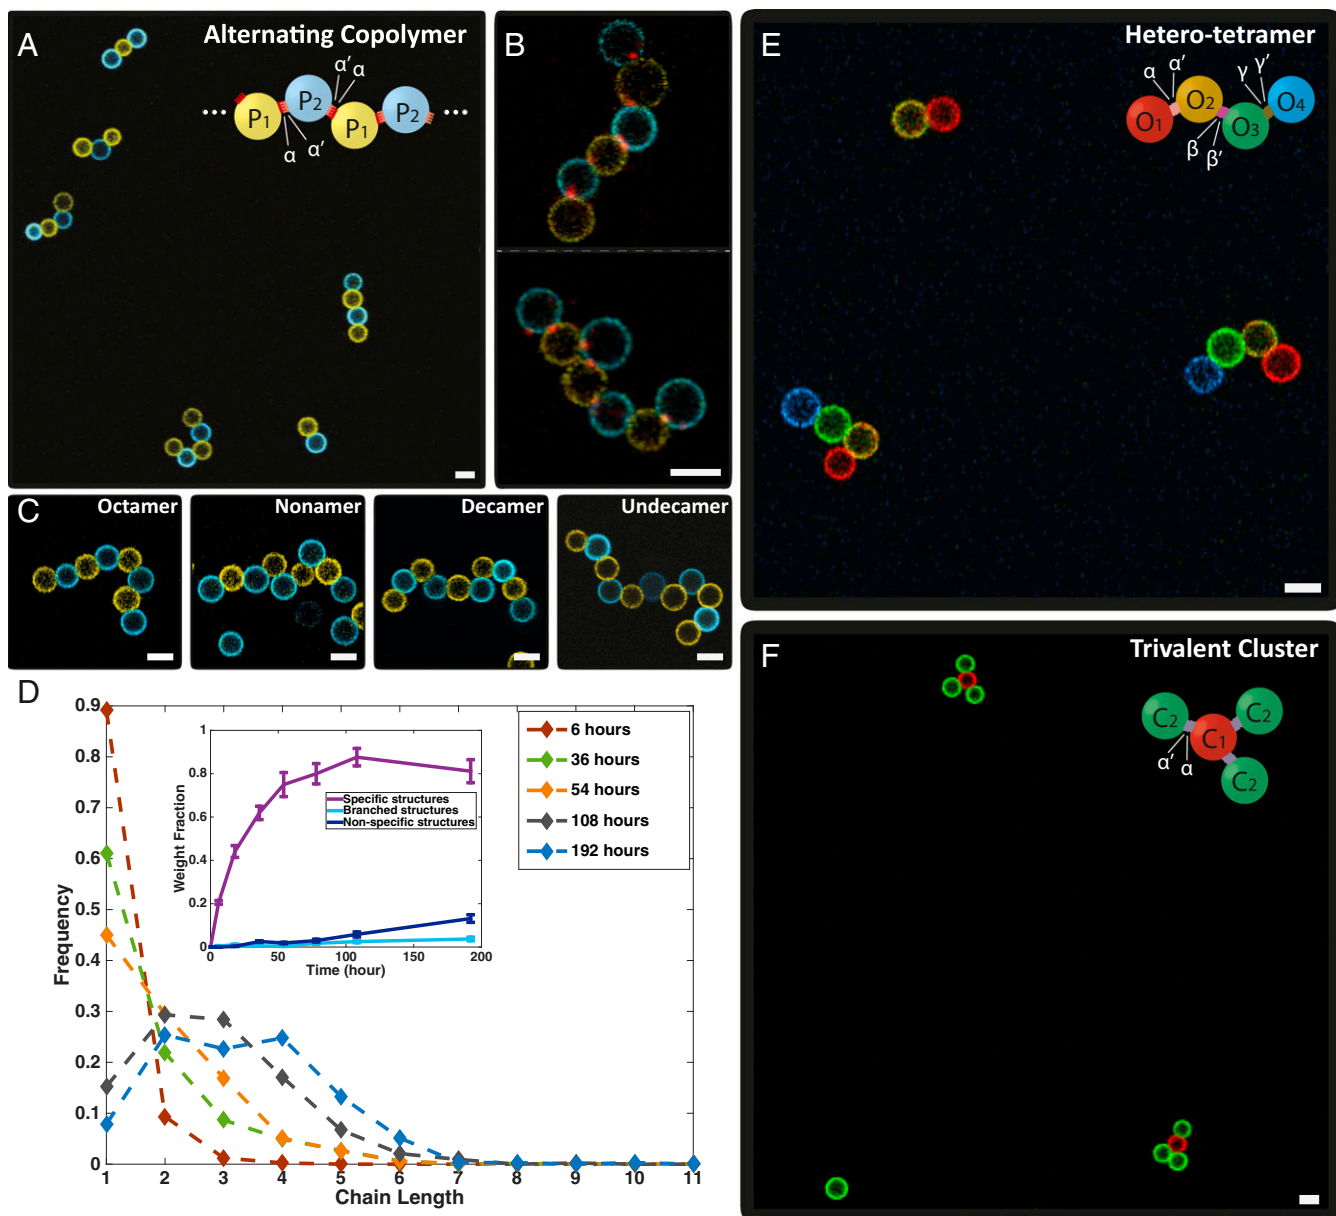 A
Alternating Copolymer
α' α
... P1 P2 P1 P2 ...
α α'
B
C
Octamer
Nonamer
Decamer
Undecamer
D
0.9
0.8
0.7
0.6
0.5
0.4
0.3
0.2
0.1
0
Frequency
1 2 3 4 5 6 7 8 9 10 11
Chain Length
6 hours
36 hours
54 hours
108 hours
192 hours
1
0.8
0.6
0.4
0.2
0
Weight Fraction
0 50 100 150 200
Time (hour)
Specific structures
Branched structures
Non-specific structures
E
Hetero-tetramer
α α' γ γ'
O1 O2 O3 O4
β β'
F
Trivalent Cluster
C2 C1 C2
α' α
C2